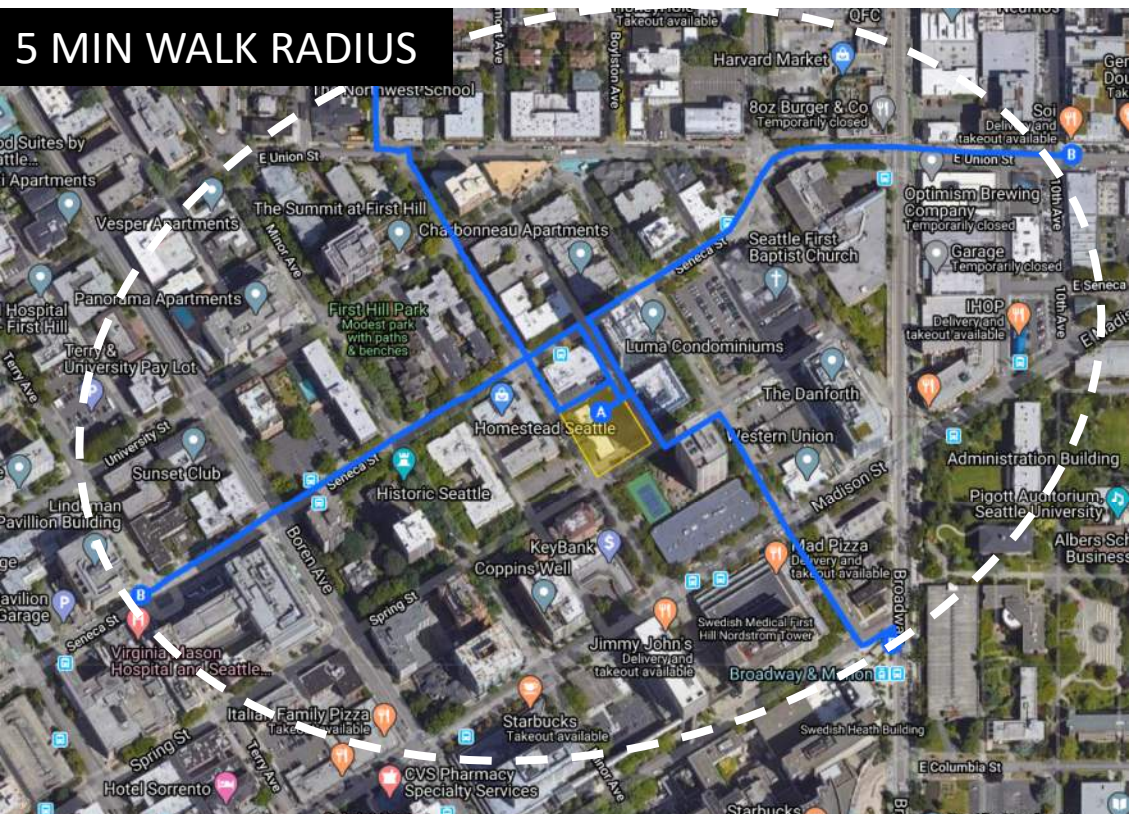 5 MIN WALK RADIUS
Takeout available
Boylston Ave
QFC
Neumos
Harvard Market
The Northwest School
8oz Burger & Co
Temporarily closed
Soi
Delivery and
takeout available
E Union St
E Union St
B
10th Ave
Optimism Brewing
Company
Temporarily closed
Vesper Apartments
The Summit at First Hill
Minor Ave
Charbonneau Apartments
Seattle First
Baptist Church
Seneca St
Garage
Temporarily closed
E Seneca
10th Ave
Panorama Apartments
First Hill Park
Modest park
with paths
& benches
IHOP
Delivery and
takeout available
Hospital
First Hill
Terry Ave
Terry &
University Pay Lot
Luma Condominiums
The Danforth
A
Homestead Seattle
Western Union
University St
Sunset Club
Seneca St
Historic Seattle
Madison St
Administration Building
Pigott Auditorium,
Seattle University
Lindeman
Pavillion Building
Boren Ave
KeyBank
Coppins Well
Mad Pizza
Delivery and
takeout available
Albers Sch
Business
Broadway
B
Garage
Seneca St
Spring St
Swedish Medical First
Hill Nordstrom Tower
Jimmy John's
Delivery and
takeout available
Virginia Mason
Hospital and Seattle...
Broadway & Marion
Italian Family Pizza
Takeout available
Starbucks
Takeout available
Swedish Heath Building
Spring St
Terry Ave
Hotel Sorrento
CVS Pharmacy
Specialty Services
E Columbia St
Starbucks